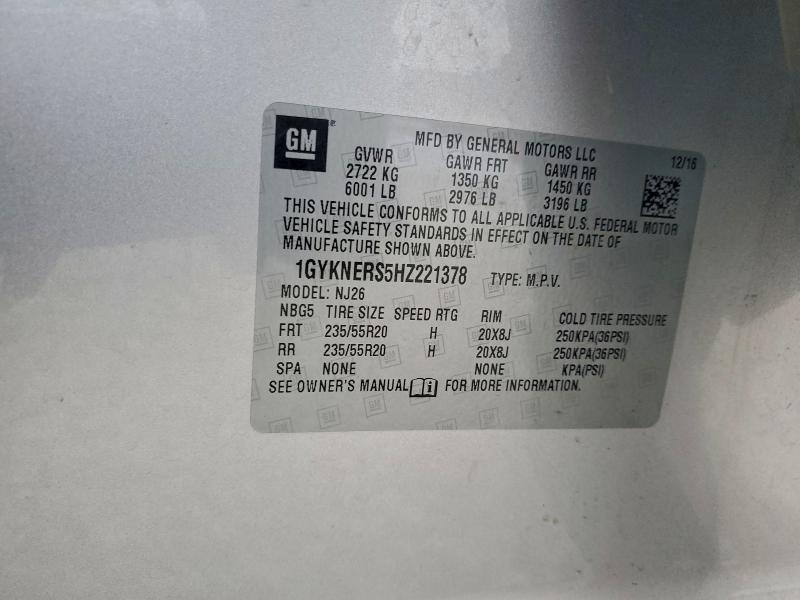 GM
MFD BY GENERAL MOTORS LLC
12/16
GVWR GAWR FRT GAWR RR
2722 KG 1350 KG 1450 KG
6001 LB 2976 LB 3196 LB
THIS VEHICLE CONFORMS TO ALL APPLICABLE U.S. FEDERAL MOTOR
VEHICLE SAFETY STANDARDS IN EFFECT ON THE DATE OF
MANUFACTURE SHOWN ABOVE.
1GYKNERS5HZ221378 TYPE: M.P.V.
MODEL: NJ26
NBG5 TIRE SIZE SPEED RTG RIM COLD TIRE PRESSURE
FRT 235/55R20 H 20X8J 250KPA(36PSI)
RR 235/55R20 H 20X8J 250KPA(36PSI)
SPA NONE NONE KPA(PSI)
SEE OWNER'S MANUAL FOR MORE INFORMATION.